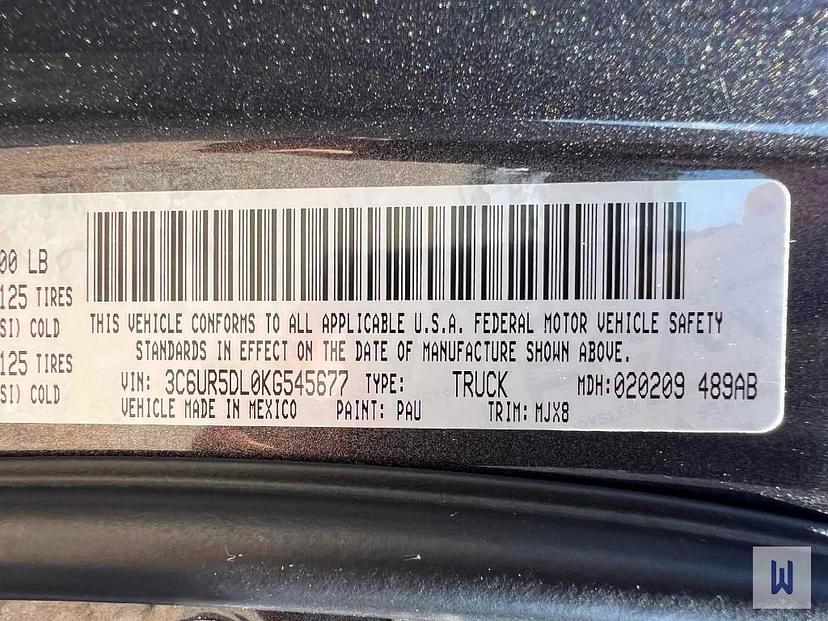 00 LB
125 TIRES
SI) COLD
125 TIRES
SI) COLD
THIS VEHICLE CONFORMS TO ALL APPLICABLE U.S.A. FEDERAL MOTOR VEHICLE SAFETY
STANDARDS IN EFFECT ON THE DATE OF MANUFACTURE SHOWN ABOVE.
VIN: 3C6UR5DL0KG545677 TYPE: TRUCK MDH: 020209 489AB
VEHICLE MADE IN MEXICO PAINT: PAU TRIM: MJX8
W